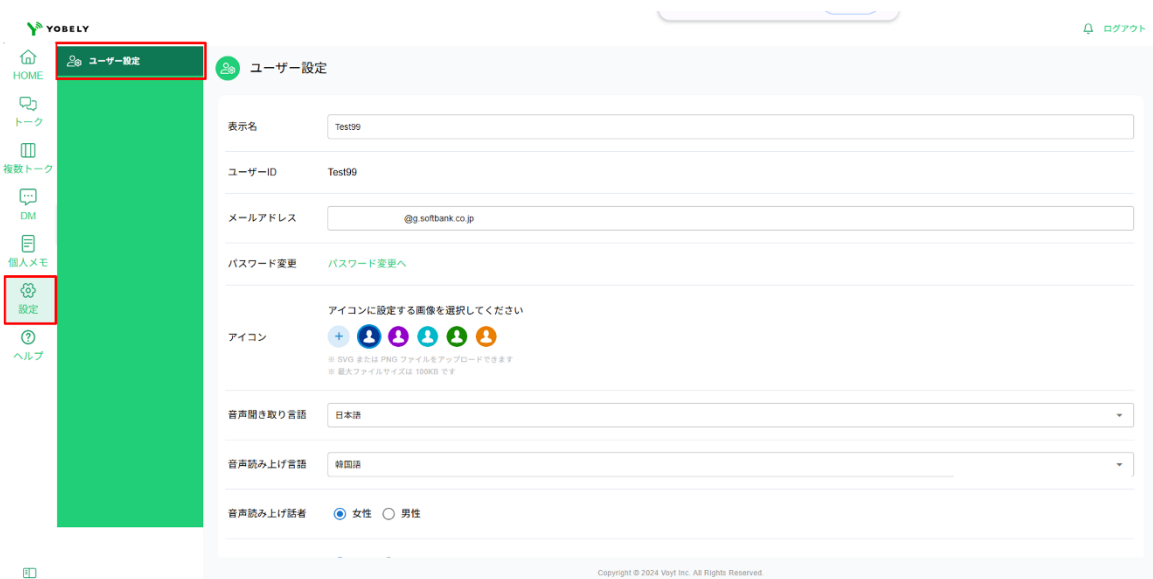 YOBELY
ログアウト
HOME
トーク
複数トーク
DM
個人メモ
設定
ヘルプ
ユーザー設定
ユーザー設定
表示名
Test99
ユーザーID
Test99
メールアドレス
@g.softbank.co.jp
パスワード変更
パスワード変更へ
アイコン
アイコンに設定する画像を選択してください
※ SVG または PNG ファイルをアップロードできます
※ 最大ファイルサイズは 100KB です
音声聞き取り言語
日本語
音声読み上げ言語
韓国語
音声読み上げ話者
女性
男性
Copyright © 2024 Voyt Inc. All Rights Reserved.